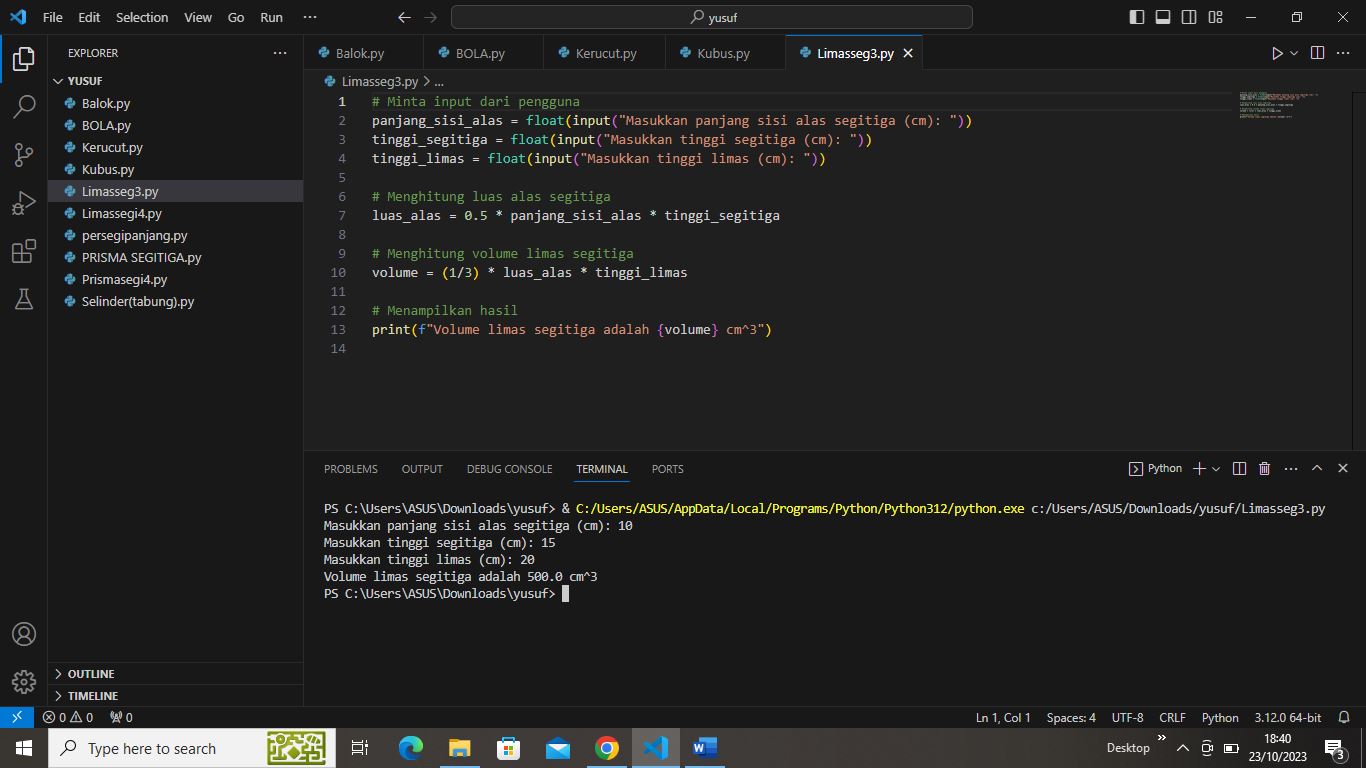 File Edit Selection View Go Run ···
yusuf
EXPLORER ···
YUSUF
Balok.py
BOLA.py
Kerucut.py
Kubus.py
Limasseg3.py
Limassegi4.py
persegipanjang.py
PRISMA SEGITIGA.py
Prismasegi4.py
Selinder(tabung).py
OUTLINE
TIMELINE
Balok.py BOLA.py Kerucut.py Kubus.py Limasseg3.py
Limasseg3.py > ...
1 # Minta input dari pengguna
2 panjang_sisi_alas = float(input("Masukkan panjang sisi alas segitiga (cm): "))
3 tinggi_segitiga = float(input("Masukkan tinggi segitiga (cm): "))
4 tinggi_limas = float(input("Masukkan tinggi limas (cm): "))
5
6 # Menghitung luas alas segitiga
7 luas_alas = 0.5 * panjang_sisi_alas * tinggi_segitiga
8
9 # Menghitung volume limas segitiga
10 volume = (1/3) * luas_alas * tinggi_limas
11
12 # Menampilkan hasil
13 print(f"Volume limas segitiga adalah {volume} cm^3")
14
PROBLEMS OUTPUT DEBUG CONSOLE TERMINAL PORTS
Python
PS C:\Users\ASUS\Downloads\yusuf> & C:/Users/ASUS/AppData/Local/Programs/Python/Python312/python.exe c:/Users/ASUS/Downloads/yusuf/Limasseg3.py
Masukkan panjang sisi alas segitiga (cm): 10
Masukkan tinggi segitiga (cm): 15
Masukkan tinggi limas (cm): 20
Volume limas segitiga adalah 500.0 cm^3
PS C:\Users\ASUS\Downloads\yusuf>
0 0 0
Ln 1, Col 1 Spaces: 4 UTF-8 CRLF Python 3.12.0 64-bit
Type here to search
Desktop
18:40
23/10/2023
3